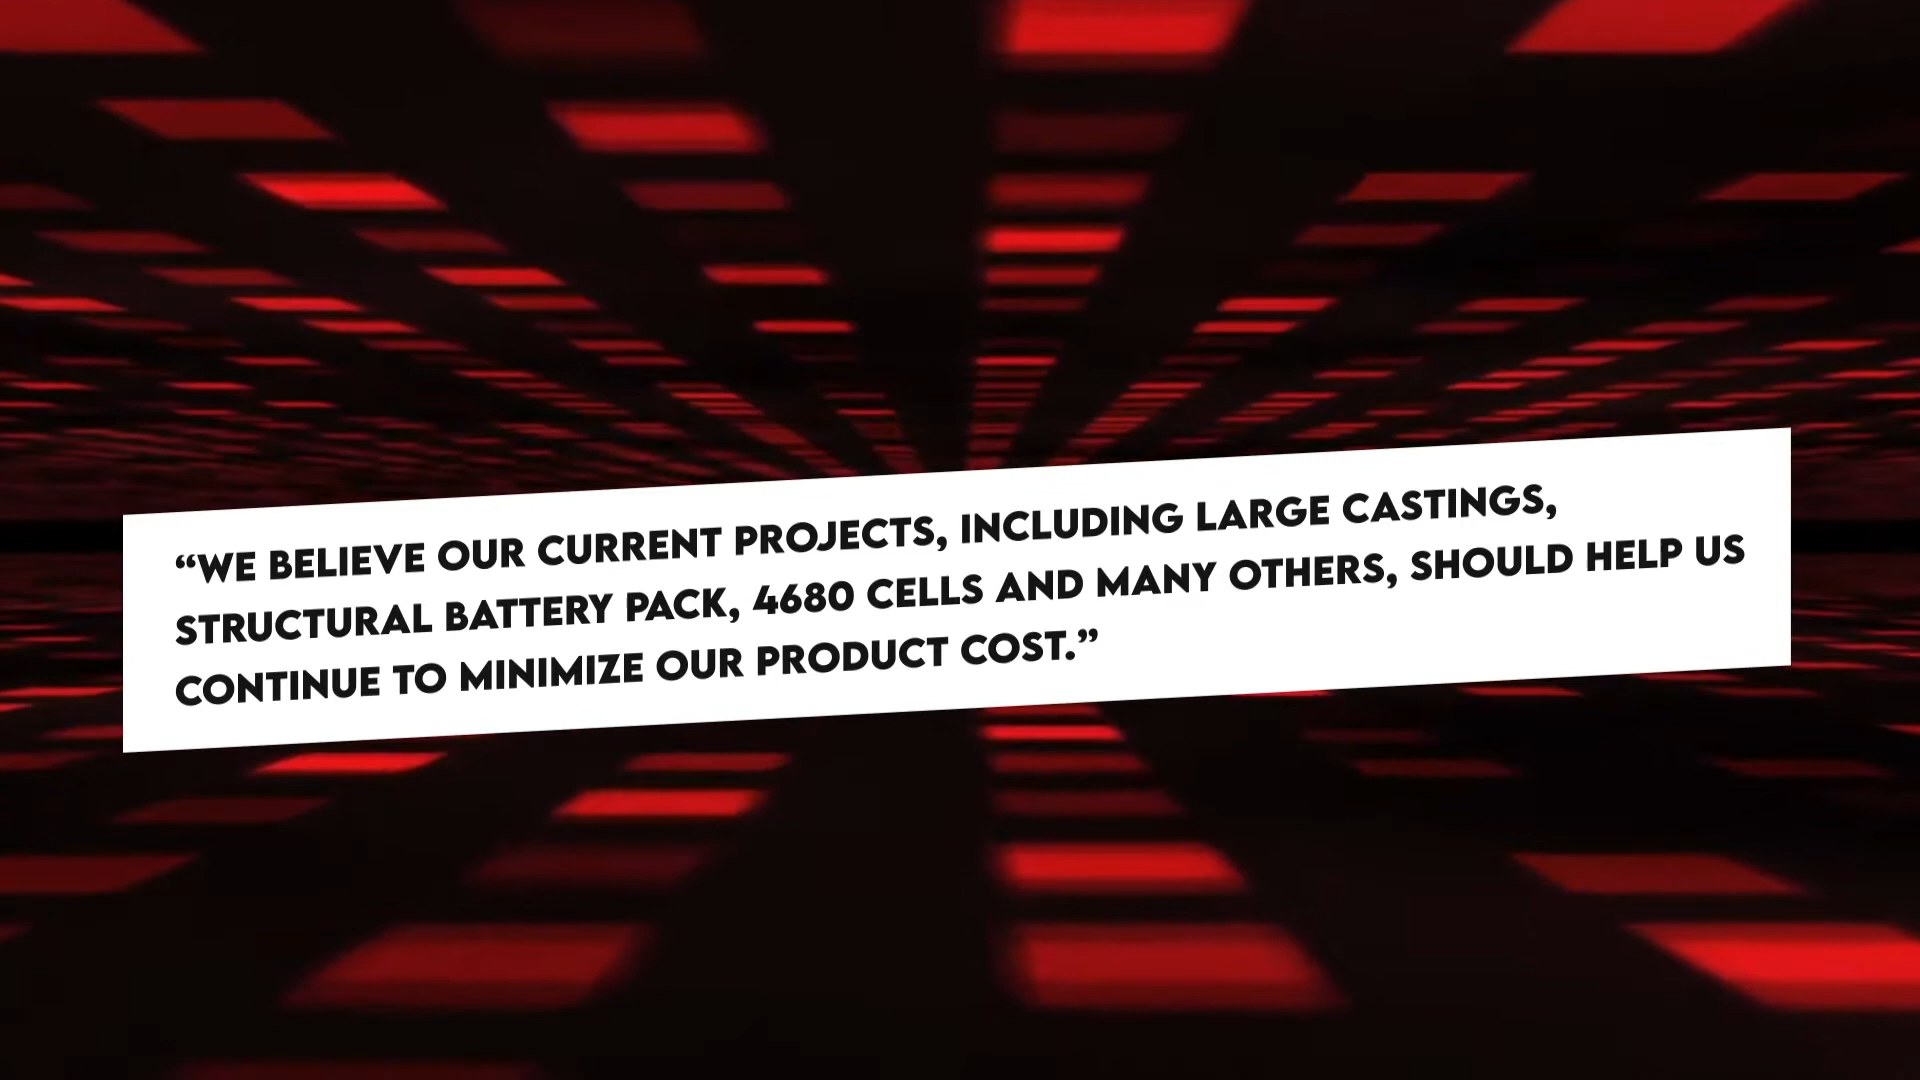 “WE BELIEVE OUR CURRENT PROJECTS, INCLUDING LARGE CASTINGS,
STRUCTURAL BATTERY PACK, 4680 CELLS AND MANY OTHERS, SHOULD HELP US
CONTINUE TO MINIMIZE OUR PRODUCT COST.”